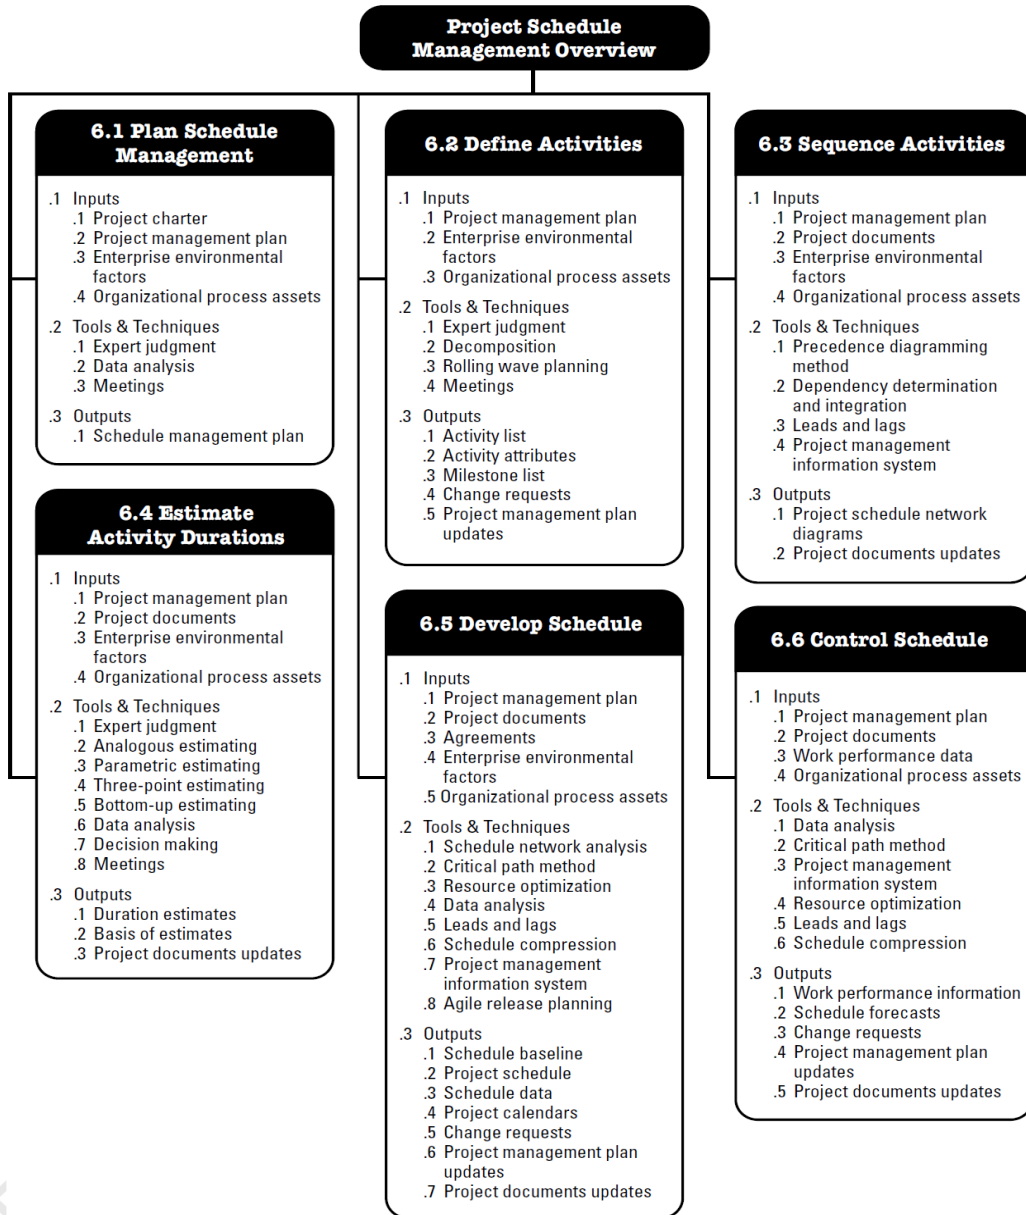 Project Schedule
Management Overview
6.1 Plan Schedule
Management
.1 Inputs
.1 Project charter
.2 Project management plan
.3 Enterprise environmental
factors
.4 Organizational process assets
.2 Tools & Techniques
.1 Expert judgment
.2 Data analysis
.3 Meetings
.3 Outputs
.1 Schedule management plan
6.2 Define Activities
.1 Inputs
.1 Project management plan
.2 Enterprise environmental
factors
.3 Organizational process assets
.2 Tools & Techniques
.1 Expert judgment
.2 Decomposition
.3 Rolling wave planning
.4 Meetings
.3 Outputs
.1 Activity list
.2 Activity attributes
.3 Milestone list
.4 Change requests
.5 Project management plan
updates
6.3 Sequence Activities
.1 Inputs
.1 Project management plan
.2 Project documents
.3 Enterprise environmental
factors
.4 Organizational process assets
.2 Tools & Techniques
.1 Precedence diagramming
method
.2 Dependency determination
and integration
.3 Leads and lags
.4 Project management
information system
.3 Outputs
.1 Project schedule network
diagrams
.2 Project documents updates
6.4 Estimate
Activity Durations
.1 Inputs
.1 Project management plan
.2 Project documents
.3 Enterprise environmental
factors
.4 Organizational process assets
.2 Tools & Techniques
.1 Expert judgment
.2 Analogous estimating
.3 Parametric estimating
.4 Three-point estimating
.5 Bottom-up estimating
.6 Data analysis
.7 Decision making
.8 Meetings
.3 Outputs
.1 Duration estimates
.2 Basis of estimates
.3 Project documents updates
6.5 Develop Schedule
.1 Inputs
.1 Project management plan
.2 Project documents
.3 Agreements
.4 Enterprise environmental
factors
.5 Organizational process assets
.2 Tools & Techniques
.1 Schedule network analysis
.2 Critical path method
.3 Resource optimization
.4 Data analysis
.5 Leads and lags
.6 Schedule compression
.7 Project management
information system
.8 Agile release planning
.3 Outputs
.1 Schedule baseline
.2 Project schedule
.3 Schedule data
.4 Project calendars
.5 Change requests
.6 Project management plan
updates
.7 Project documents updates
6.6 Control Schedule
.1 Inputs
.1 Project management plan
.2 Project documents
.3 Work performance data
.4 Organizational process assets
.2 Tools & Techniques
.1 Data analysis
.2 Critical path method
.3 Project management
information system
.4 Resource optimization
.5 Leads and lags
.6 Schedule compression
.3 Outputs
.1 Work performance information
.2 Schedule forecasts
.3 Change requests
.4 Project management plan
updates
.5 Project documents updates